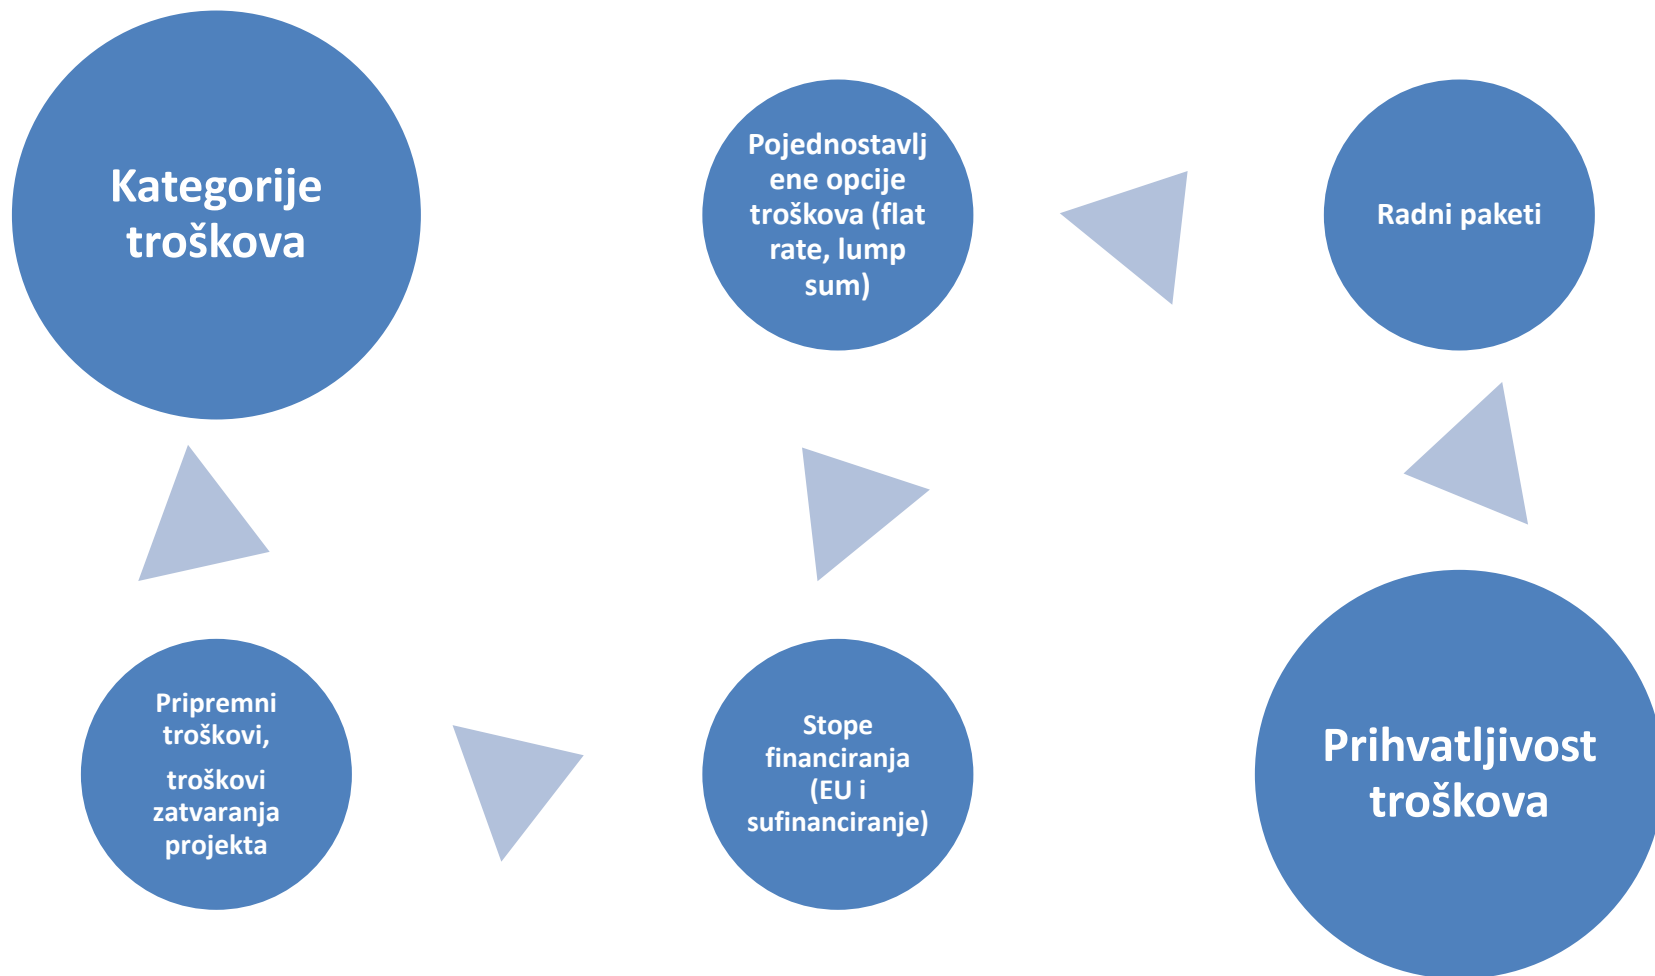 Kategorije
troškova
Pojednostavlj
ene opcije
troškova (flat
rate, lump
sum)
Radni paketi
Pripremni
troškovi,
troškovi
zatvaranja
projekta
Stope
financiranja
(EU i
sufinanciranje)
Prihvatljivost
troškova